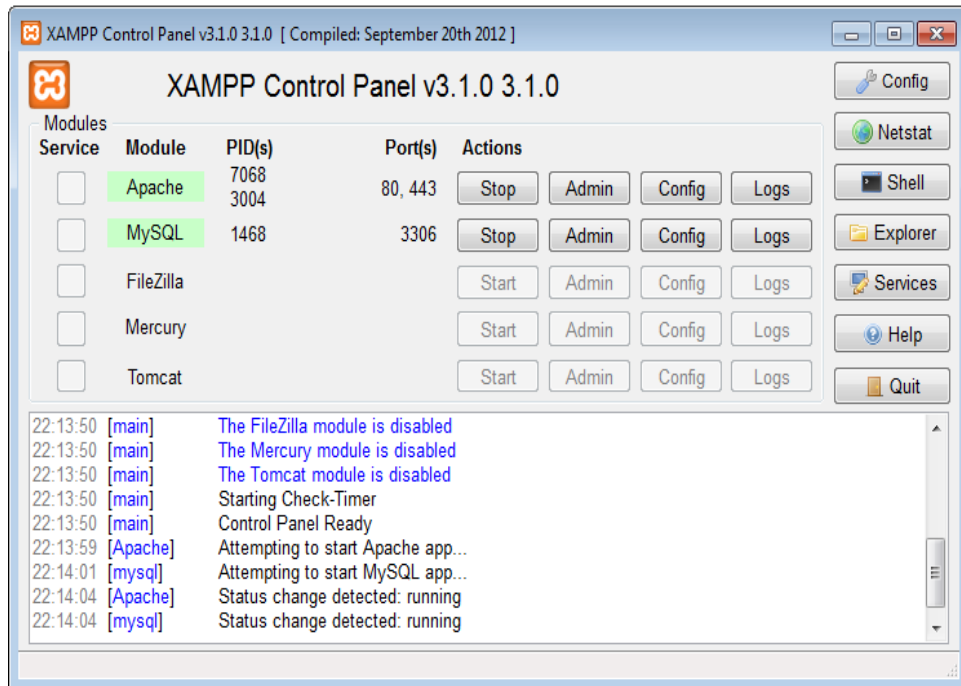 XAMPP Control Panel v3.1.0 3.1.0 [ Compiled: September 20th 2012 ]
XAMPP Control Panel v3.1.0 3.1.0
Config
Modules
Netstat
Service Module PID(s) Port(s) Actions
Apache 7068 3004 80, 443 Stop Admin Config Logs
Shell
MySQL 1468 3306 Stop Admin Config Logs
Explorer
FileZilla Start Admin Config Logs
Services
Mercury Start Admin Config Logs
Help
Tomcat Start Admin Config Logs
Quit
22:13:50 [main] The FileZilla module is disabled
22:13:50 [main] The Mercury module is disabled
22:13:50 [main] The Tomcat module is disabled
22:13:50 [main] Starting Check-Timer
22:13:50 [main] Control Panel Ready
22:13:59 [Apache] Attempting to start Apache app...
22:14:01 [mysql] Attempting to start MySQL app...
22:14:04 [Apache] Status change detected: running
22:14:04 [mysql] Status change detected: running